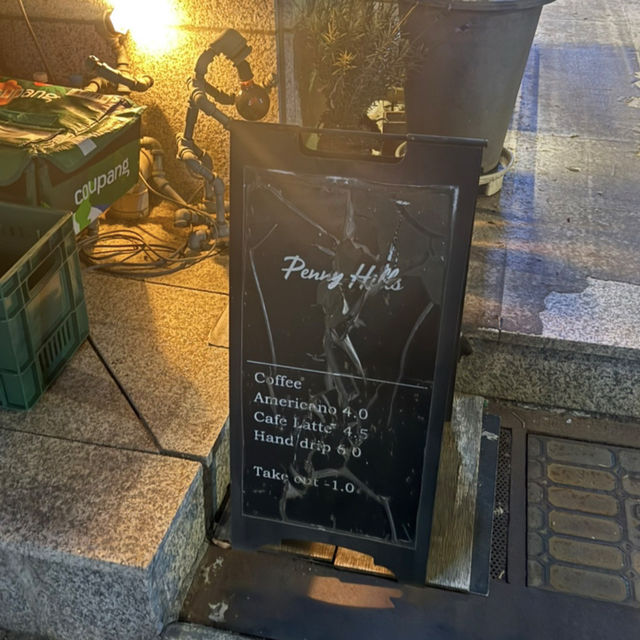 coupang
Penny Hills
Coffee
Americano 4.0
Cafe Latte 4.5
Hand drip 6.0
Take out -1.0